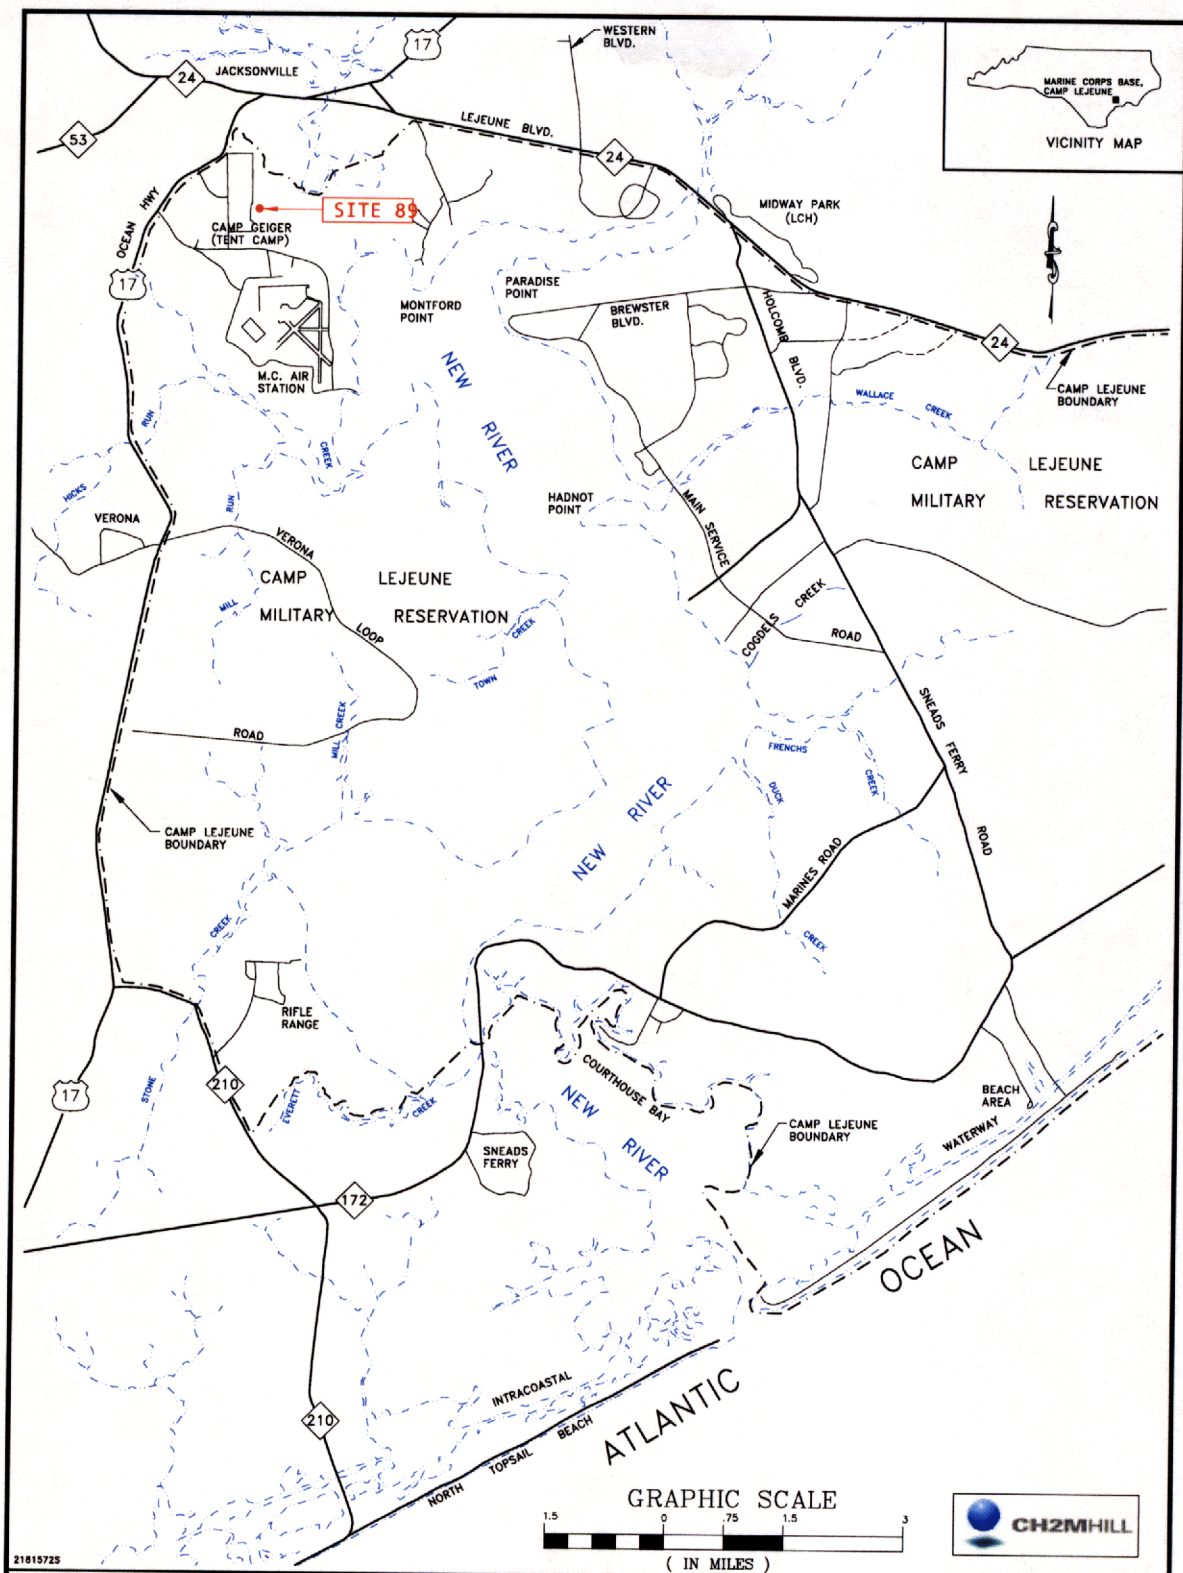 WESTERN
BLVD.
17
24
JACKSONVILLE
53
LEJEUNE BLVD.
24
MARINE CORPS BASE,
CAMP LEJEUNE
VICINITY MAP
OCEAN HWY
SITE 89
CAMP GEIGER
(TENT CAMP)
MIDWAY PARK
(LCH)
17
MONTFORD
POINT
PARADISE
POINT
BREWSTER
BLVD.
HOLCOMB BLVD.
24
M.C. AIR
STATION
CAMP LEJEUNE
BOUNDARY
NEW RIVER
WALLACE CREEK
HICKS RUN
CREEK
RUN
CAMP LEJEUNE
MILITARY RESERVATION
HADNOT
POINT
MAIN SERVICE
ROAD
VERONA
VERONA
LOOP
ROAD
CAMP LEJEUNE
MILITARY RESERVATION
MILL
COGDELS CREEK
TOWN CREEK
MILL CREEK
SNEADS FERRY
ROAD
FRENCHS
CREEK
DUCK
CREEK
NEW RIVER
CAMP LEJEUNE
BOUNDARY
MARINES ROAD
CREEK
STONE
RIFLE
RANGE
210
17
EVERETT
CREEK
COURTHOUSE BAY
NEW RIVER
BEACH
AREA
CAMP LEJEUNE
BOUNDARY
WATERWAY
SNEADS
FERRY
172
OCEAN
ATLANTIC
INTRACOASTAL
210
NORTH TOPSAIL BEACH
GRAPHIC SCALE
1.5 0 .75 1.5 3
( IN MILES )
CH2MHILL
2181572S